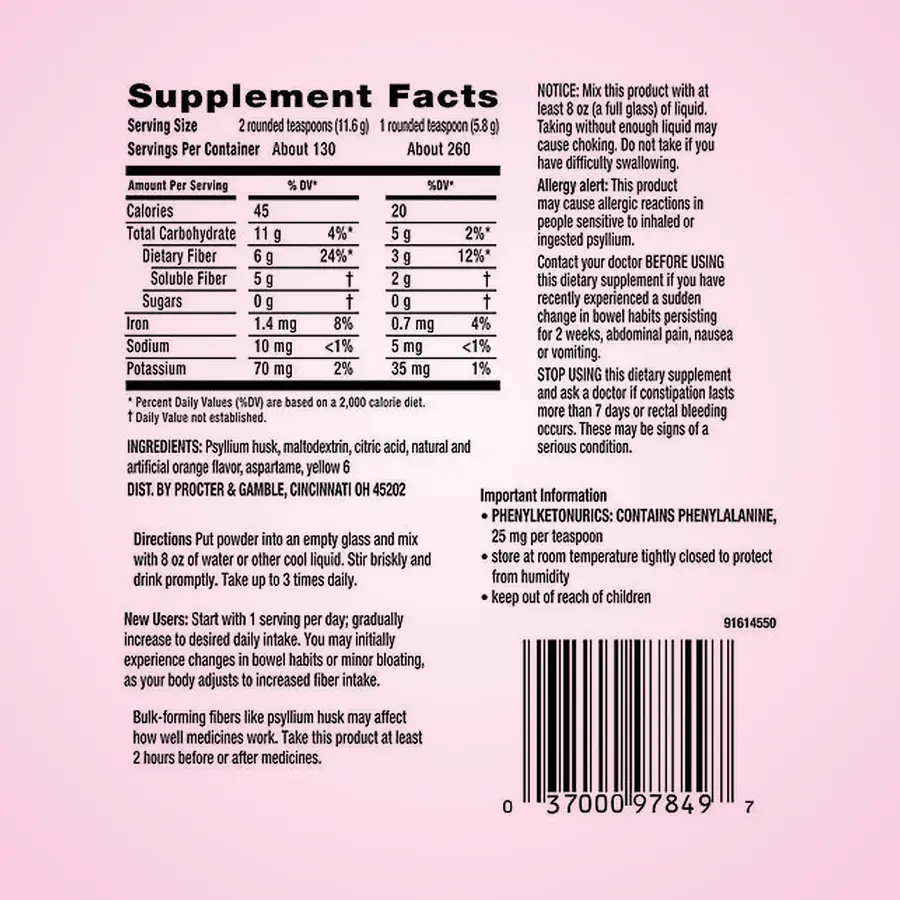 Supplement Facts
Serving Size 2 rounded teaspoons (11.6 g) 1 rounded teaspoon (5.8 g)
Servings Per Container About 130 About 260
Amount Per Serving % DV* %DV*
Calories 45 20
Total Carbohydrate 11 g 4%* 5 g 2%*
Dietary Fiber 6 g 24%* 3 g 12%*
Soluble Fiber 5 g † 2 g †
Sugars 0 g † 0 g †
Iron 1.4 mg 8% 0.7 mg 4%
Sodium 10 mg <1% 5 mg <1%
Potassium 70 mg 2% 35 mg 1%
* Percent Daily Values (%DV) are based on a 2,000 calorie diet.
† Daily Value not established.
INGREDIENTS: Psyllium husk, maltodextrin, citric acid, natural and
artificial orange flavor, aspartame, yellow 6
DIST. BY PROCTER & GAMBLE, CINCINNATI OH 45202
Directions Put powder into an empty glass and mix
with 8 oz of water or other cool liquid. Stir briskly and
drink promptly. Take up to 3 times daily.
New Users: Start with 1 serving per day; gradually
increase to desired daily intake. You may initially
experience changes in bowel habits or minor bloating,
as your body adjusts to increased fiber intake.
Bulk-forming fibers like psyllium husk may affect
how well medicines work. Take this product at least
2 hours before or after medicines.
NOTICE: Mix this product with at
least 8 oz (a full glass) of liquid.
Taking without enough liquid may
cause choking. Do not take if you
have difficulty swallowing.
Allergy alert: This product
may cause allergic reactions in
people sensitive to inhaled or
ingested psyllium.
Contact your doctor BEFORE USING
this dietary supplement if you have
recently experienced a sudden
change in bowel habits persisting
for 2 weeks, abdominal pain, nausea
or vomiting.
STOP USING this dietary supplement
and ask a doctor if constipation lasts
more than 7 days or rectal bleeding
occurs. These may be signs of a
serious condition.
Important Information
• PHENYLKETONURICS: CONTAINS PHENYLALANINE,
25 mg per teaspoon
• store at room temperature tightly closed to protect
from humidity
• keep out of reach of children
91614550
0 37000 97849 7